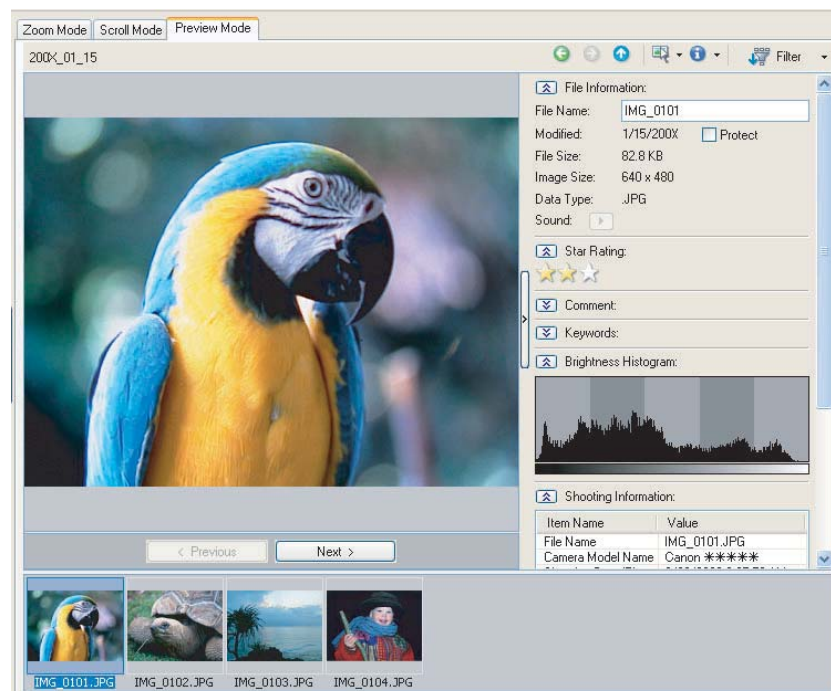 Zoom Mode Scroll Mode Preview Mode
200X_01_15
Filter
File Information:
File Name: IMG_0101
Modified: 1/15/200X Protect
File Size: 82.8 KB
Image Size: 640 x 480
Data Type: .JPG
Sound:
Star Rating:
Comment:
Keywords:
Brightness Histogram:
Shooting Information:
Item Name Value
File Name IMG_0101.JPG
Camera Model Name Canon ✳✳✳✳✳
< Previous Next >
IMG_0101.JPG IMG_0102.JPG IMG_0103.JPG IMG_0104.JPG